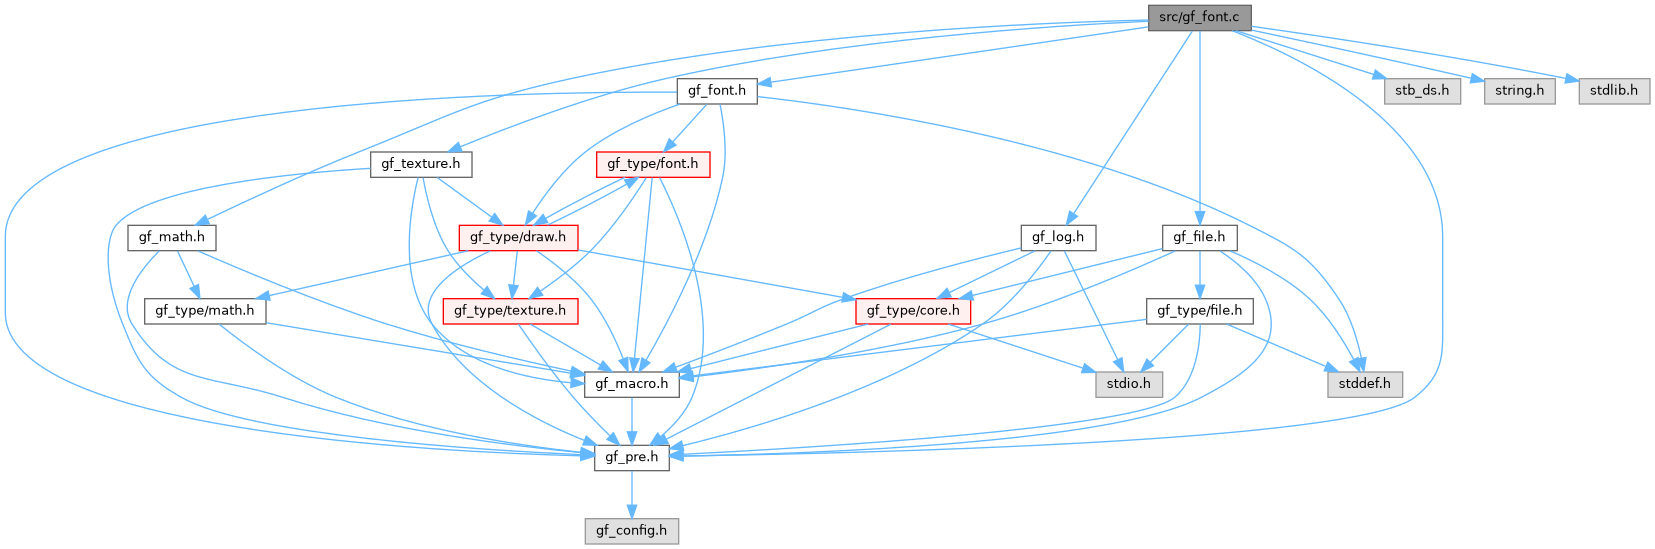 src/gf_font.c
gf_font.h
stb_ds.h
string.h
stdlib.h
gf_texture.h
gf_type/font.h
gf_math.h
gf_type/draw.h
gf_log.h
gf_file.h
gf_type/math.h
gf_type/texture.h
gf_type/core.h
gf_type/file.h
gf_macro.h
stdio.h
stddef.h
gf_pre.h
gf_config.h